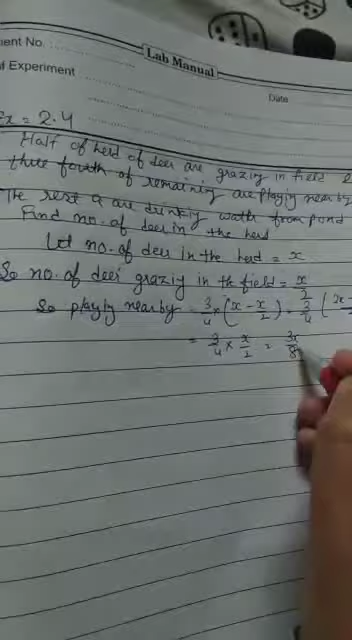 ent No.
Lab Manual
f Experiment
Date
Ex = 2.4
Half of herd of deer are grazing in field
three fourth of remaining are playing nearby
The rest 9 are drinking water from pond
Find no. of deer in the herd
Let no. of deer in the herd = x
So no. of deer grazing in the field = x/2
So playing nearby = 3/4 × (x - x/2) = 3/4 (2x-
= 3/4 × x/2 = 3x/8